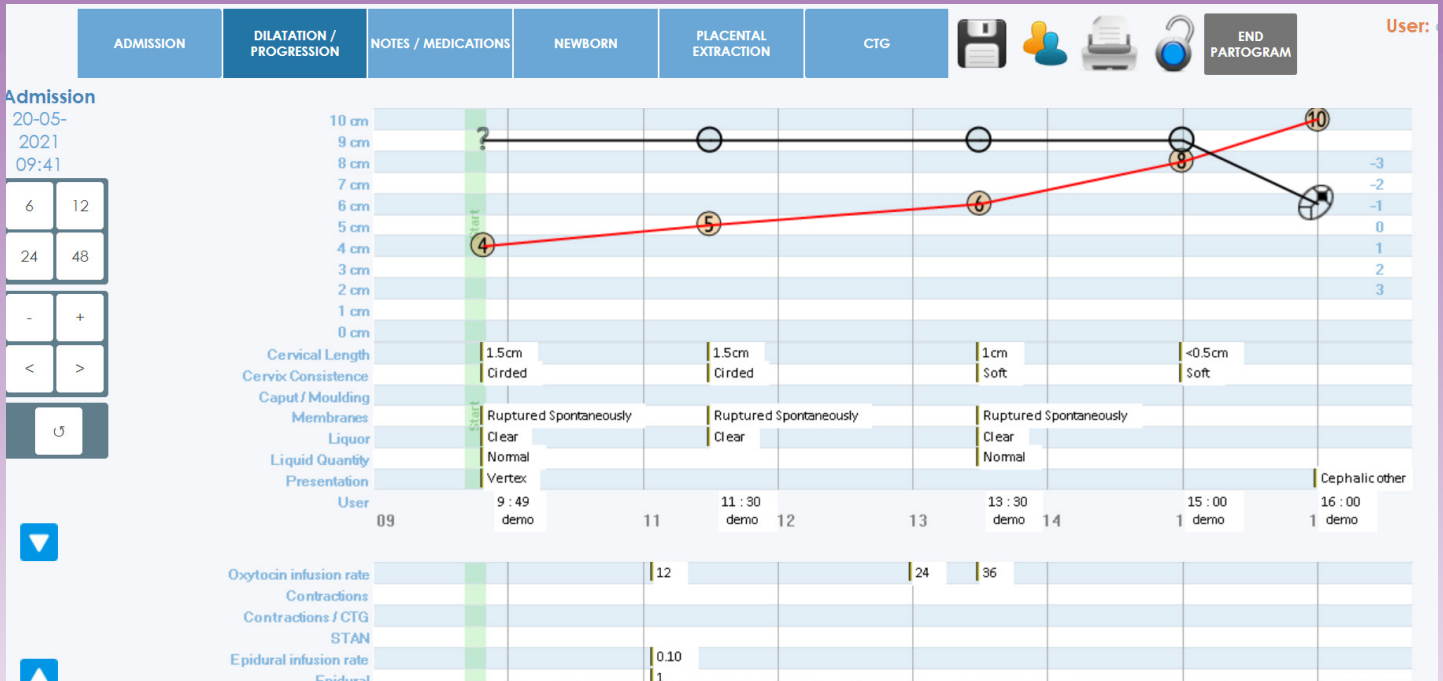 ADMISSION
DILATATION /
PROGRESSION
NOTES / MEDICATIONS
NEWBORN
PLACENTAL
EXTRACTION
CTG
END
PARTOGRAM
User:
Admission
20-05-
2021
09:41
6 12
24 48
- +
< >
10 cm
9 cm
8 cm
7 cm
6 cm
5 cm
4 cm
3 cm
2 cm
1 cm
0 cm
?
4
5
6
8
10
-3
-2
-1
0
1
2
3
Start
Cervical Length 1.5cm 1.5cm 1cm <0.5cm
Cervix Consistence Cirded Cirded Soft Soft
Caput / Moulding
Start
Membranes Ruptured Spontaneously Ruptured Spontaneously Ruptured Spontaneously
Liquor Clear Clear Clear
Liquid Quantity Normal Normal
Presentation Vertex Cephalic other
User 9 : 49 11 : 30 13 : 30 15 : 00 16 : 00
09 demo 11 demo 12 13 demo 14 1 demo 1 demo
Oxytocin infusion rate 12 24 36
Contractions
Contractions / CTG
STAN
Epidural infusion rate 0.10
Epidural 1